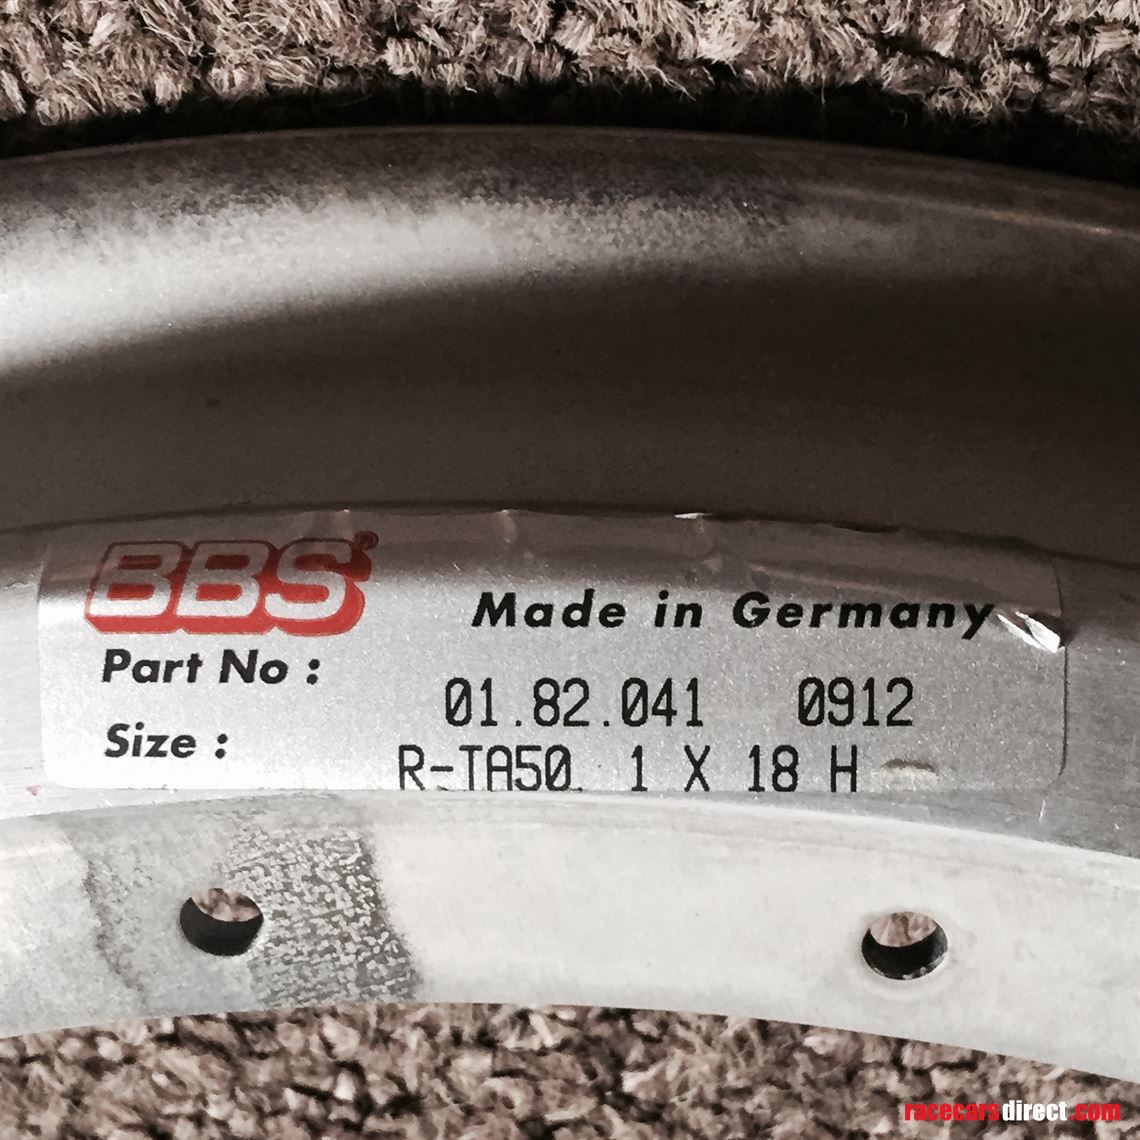 BBS®
Made in Germany
Part No :
01.82.041 0912
Size :
R-TA50. 1 X 18 H
racecarsdirect.com